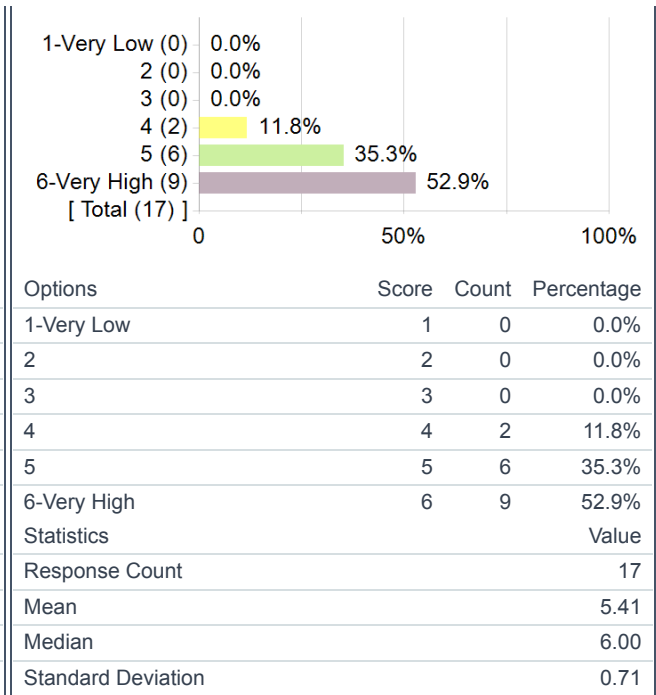 1-Very Low (0) 0.0%
2 (0) 0.0%
3 (0) 0.0%
4 (2) 11.8%
5 (6) 35.3%
6-Very High (9) 52.9%
[ Total (17) ]
0 50% 100%
Options Score Count Percentage
1-Very Low 1 0 0.0%
2 2 0 0.0%
3 3 0 0.0%
4 4 2 11.8%
5 5 6 35.3%
6-Very High 6 9 52.9%
Statistics Value
Response Count 17
Mean 5.41
Median 6.00
Standard Deviation 0.71